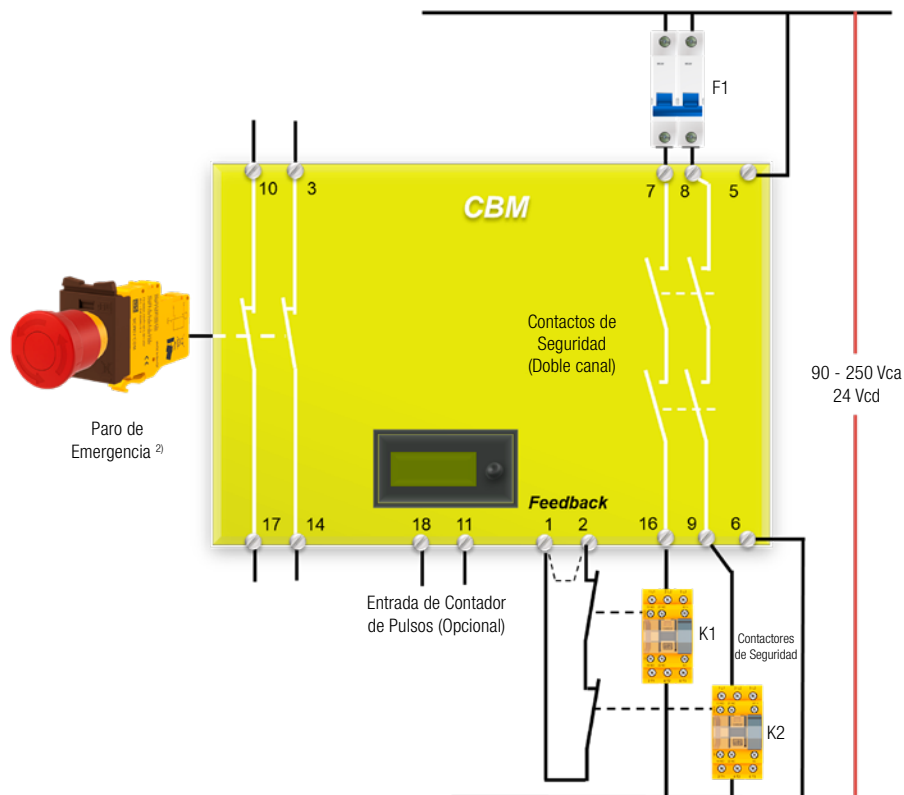 F1
10
3
7
8
5
CBM
Contactos de
Seguridad
(Doble canal)
90 - 250 Vca
24 Vcd
Paro de
Emergencia 2)
Feedback
17
14
18
11
1
2
16
9
6
Entrada de Contador
de Pulsos (Opcional)
K1
Contactores
de Seguridad
K2